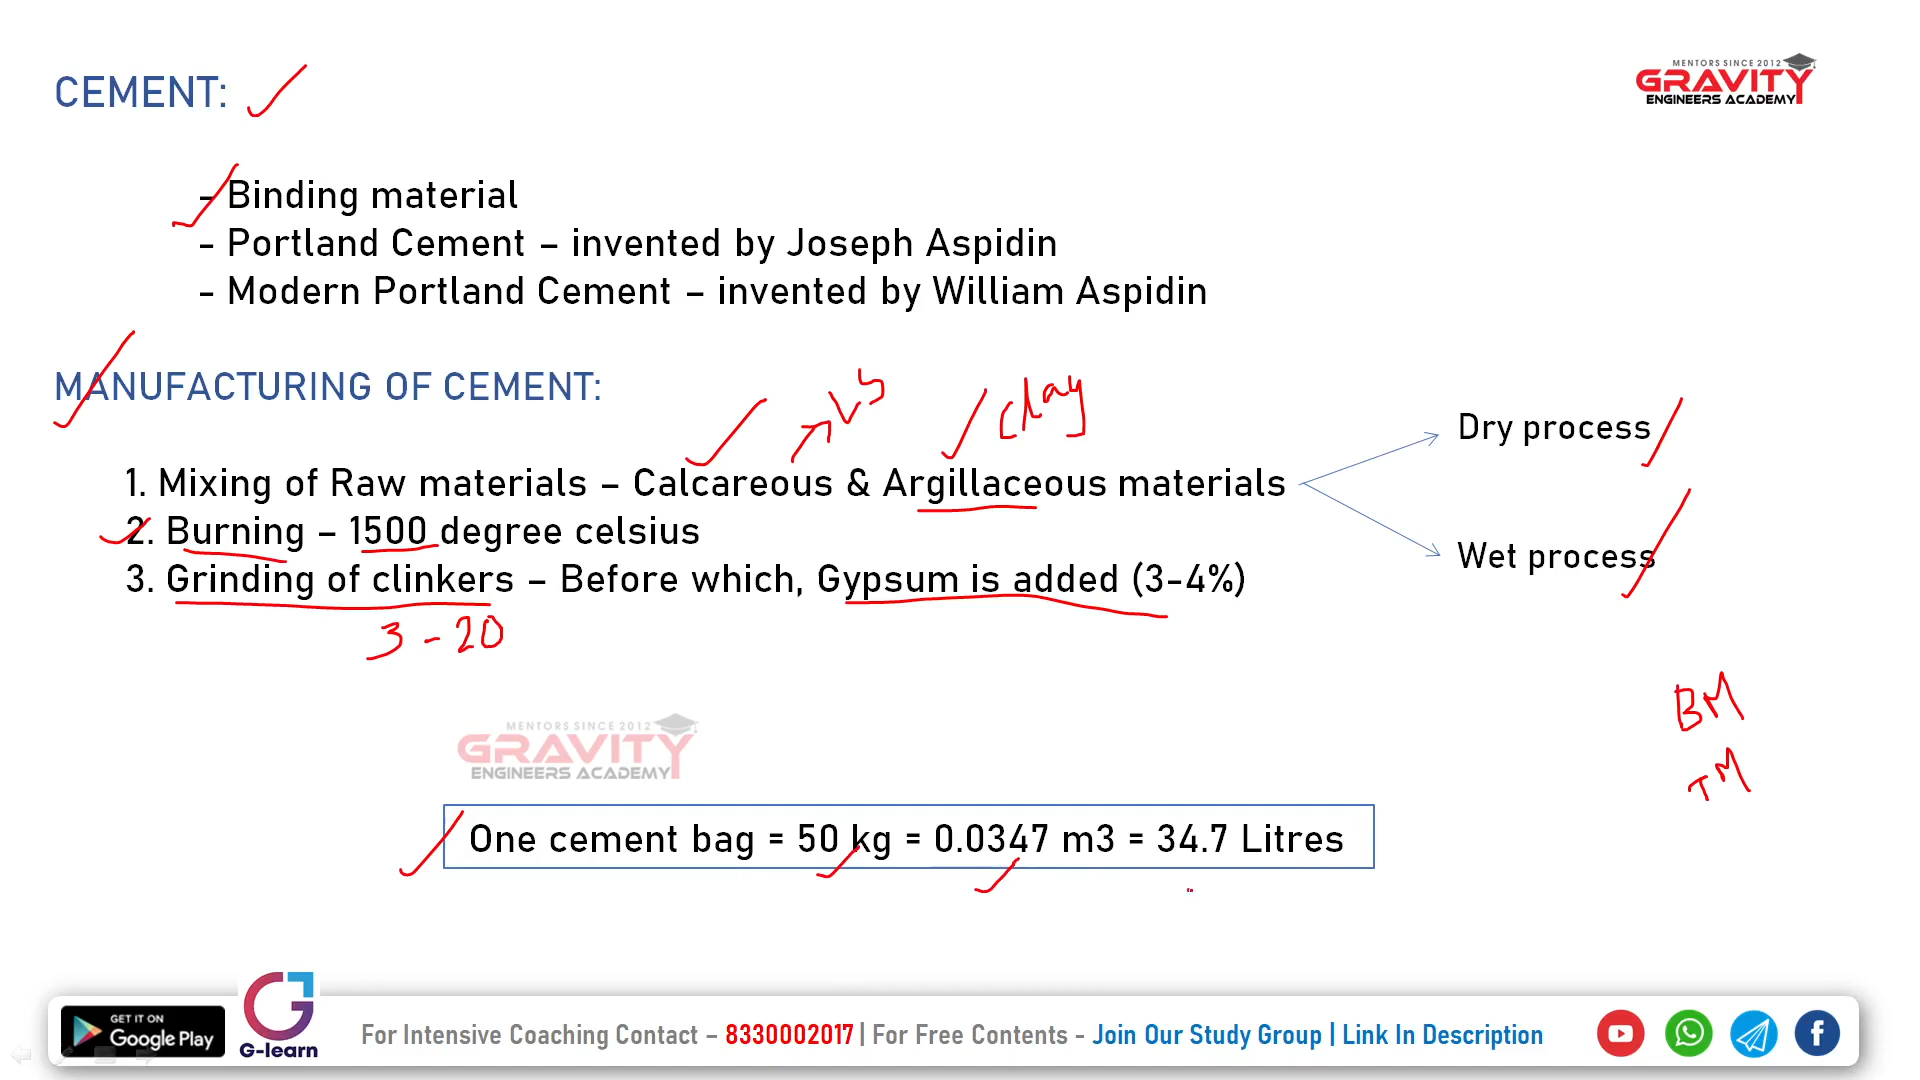 CEMENT:
MENTORS SINCE 2012
GRAVITY
ENGINEERS ACADEMY
- Binding material
- Portland Cement – invented by Joseph Aspidin
- Modern Portland Cement – invented by William Aspidin
MANUFACTURING OF CEMENT:
LS
clay
Dry process
1. Mixing of Raw materials – Calcareous & Argillaceous materials
2. Burning – 1500 degree celsius
Wet process
3. Grinding of clinkers – Before which, Gypsum is added (3-4%)
3 - 20
BM
TM
MENTORS SINCE 2012
GRAVITY
ENGINEERS ACADEMY
One cement bag = 50 kg = 0.0347 m3 = 34.7 Litres
GET IT ON
Google Play
G-learn
For Intensive Coaching Contact – 8330002017 | For Free Contents - Join Our Study Group | Link In Description